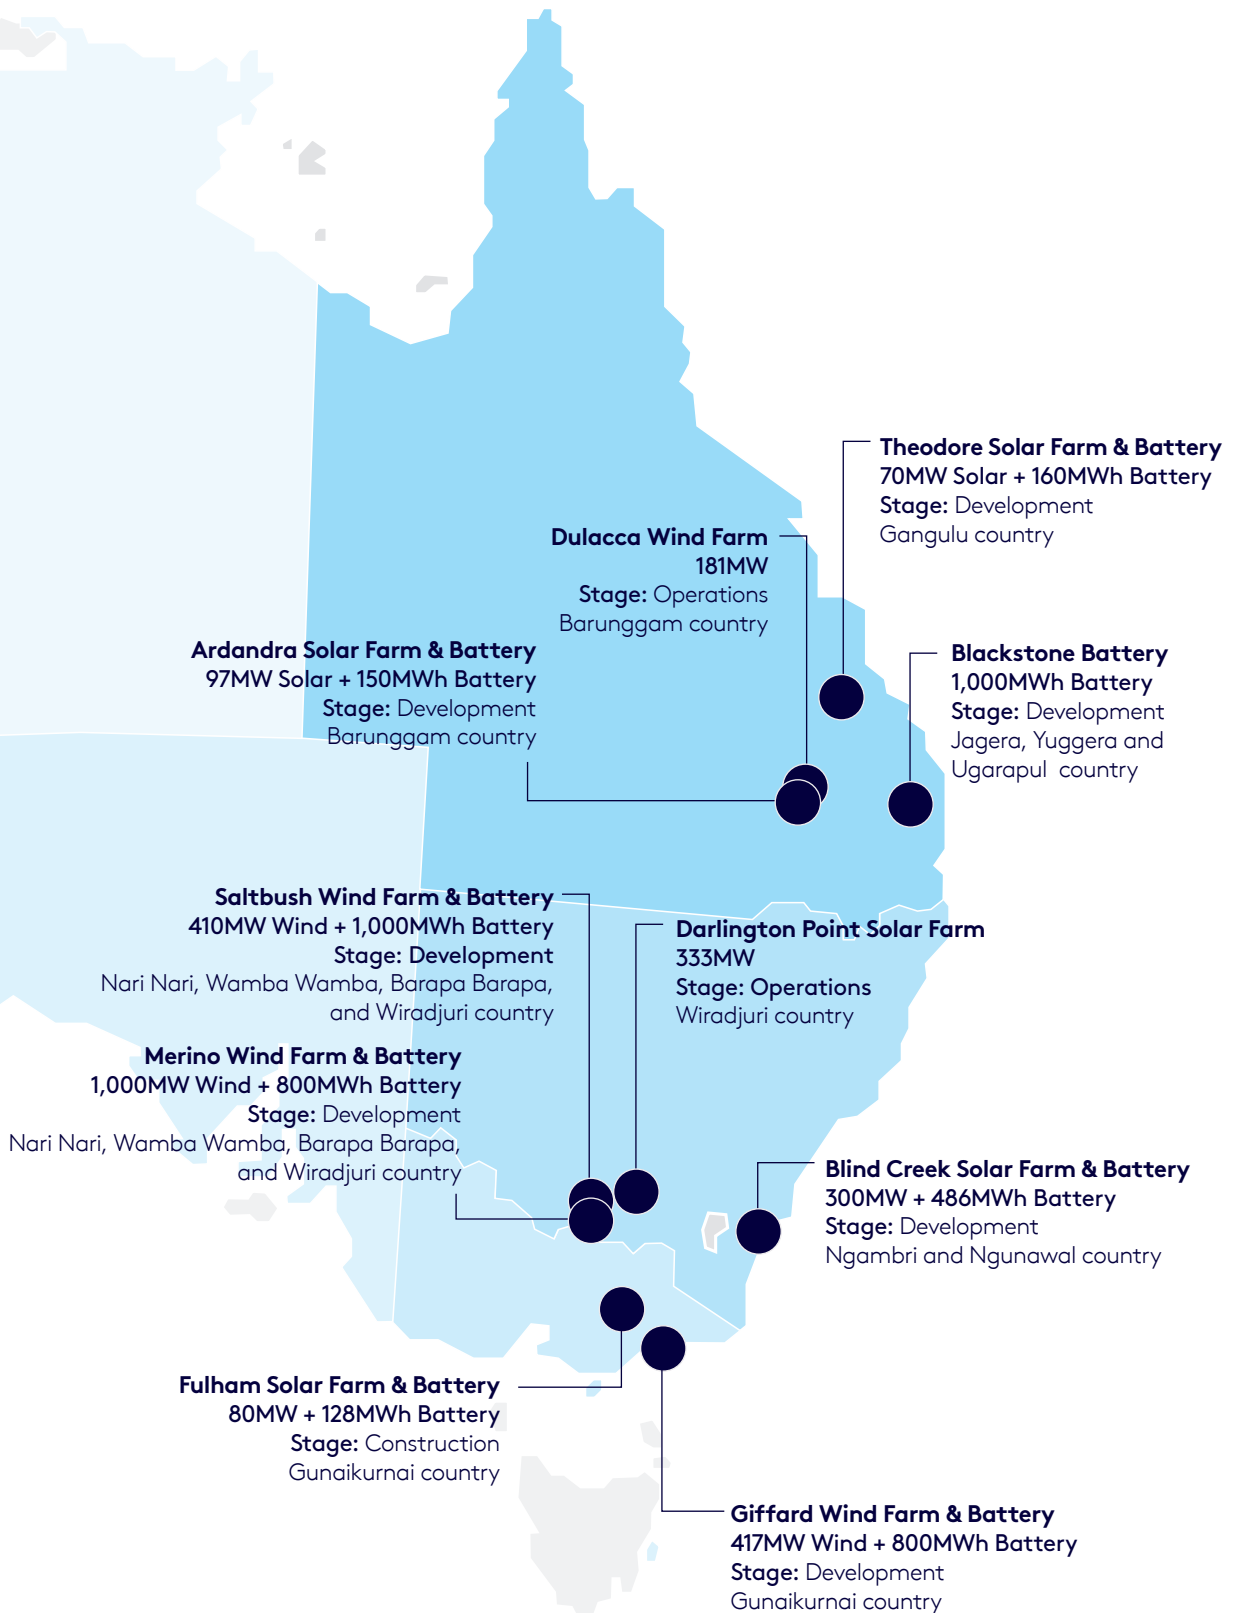 Theodore Solar Farm & Battery
70MW Solar + 160MWh Battery
Stage: Development
Gangulu country
Dulacca Wind Farm
181MW
Stage: Operations
Barunggam country
Ardandra Solar Farm & Battery
97MW Solar + 150MWh Battery
Stage: Development
Barunggam country
Blackstone Battery
1,000MWh Battery
Stage: Development
Jagera, Yuggera and
Ugarapul country
Saltbush Wind Farm & Battery
410MW Wind + 1,000MWh Battery
Stage: Development
Nari Nari, Wamba Wamba, Barapa Barapa,
and Wiradjuri country
Darlington Point Solar Farm
333MW
Stage: Operations
Wiradjuri country
Merino Wind Farm & Battery
1,000MW Wind + 800MWh Battery
Stage: Development
Nari Nari, Wamba Wamba, Barapa Barapa,
and Wiradjuri country
Blind Creek Solar Farm & Battery
300MW + 486MWh Battery
Stage: Development
Ngambri and Ngunawal country
Fulham Solar Farm & Battery
80MW + 128MWh Battery
Stage: Construction
Gunaikurnai country
Giffard Wind Farm & Battery
417MW Wind + 800MWh Battery
Stage: Development
Gunaikurnai country